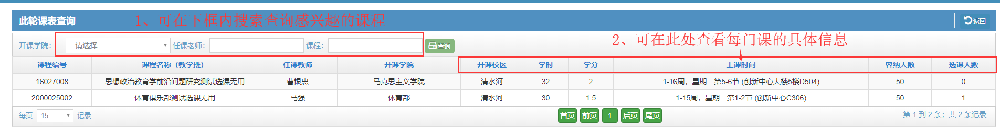 此轮课表查询 1、可在下框内搜索查询感兴趣的课程 返回
2、可在此处查看每门课的具体信息
开课学院： --请选择-- 任课老师： 课程： 查询
课程编号 课程名称（教学班） 任课教师 开课学院 开课校区 学时 学分 上课时间 容纳人数 选课人数
16027008 思想政治教育学前沿问题研究测试选课无用 曹银忠 马克思主义学院 清水河 32 2 1-16周，星期一第5-6节 (创新中心大楼5楼D504) 50 0
2000025002 体育俱乐部测试选课无用 马强 体育部 清水河 30 1.5 1-15周，星期一第1-2节 (创新中心C306) 50 1
每页 15 记录 首页 前页 1 后页 尾页 第 1 到 2 条；共 2 条记录